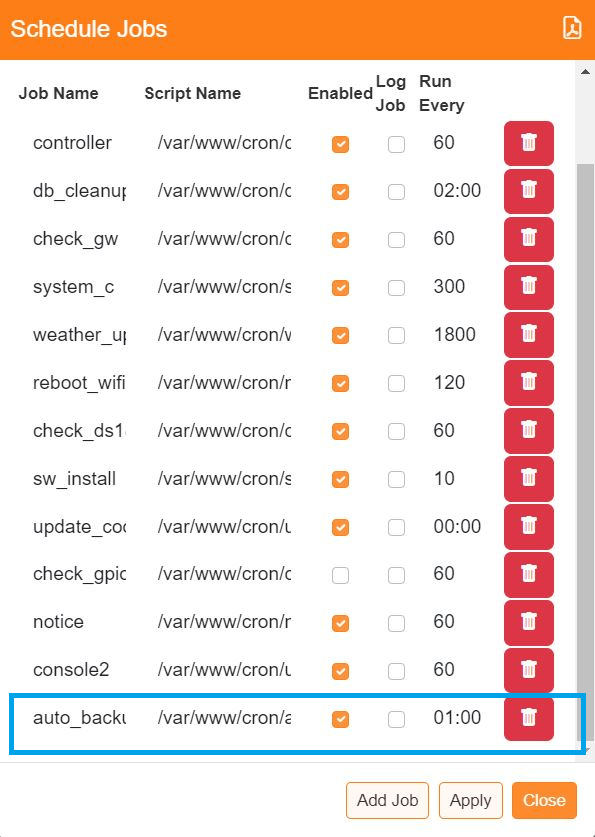 Schedule Jobs
Job Name Script Name Enabled Log Job Run Every
controller /var/www/cron/c 60
db_cleanup /var/www/cron/c 02:00
check_gw /var/www/cron/c 60
system_c /var/www/cron/s 300
weather_up /var/www/cron/w 1800
reboot_wifi /var/www/cron/r 120
check_ds1 /var/www/cron/c 60
sw_install /var/www/cron/s 10
update_coc /var/www/cron/u 00:00
check_gpic /var/www/cron/c 60
notice /var/www/cron/r 60
console2 /var/www/cron/u 60
auto_backu /var/www/cron/a 01:00
Add Job Apply Close